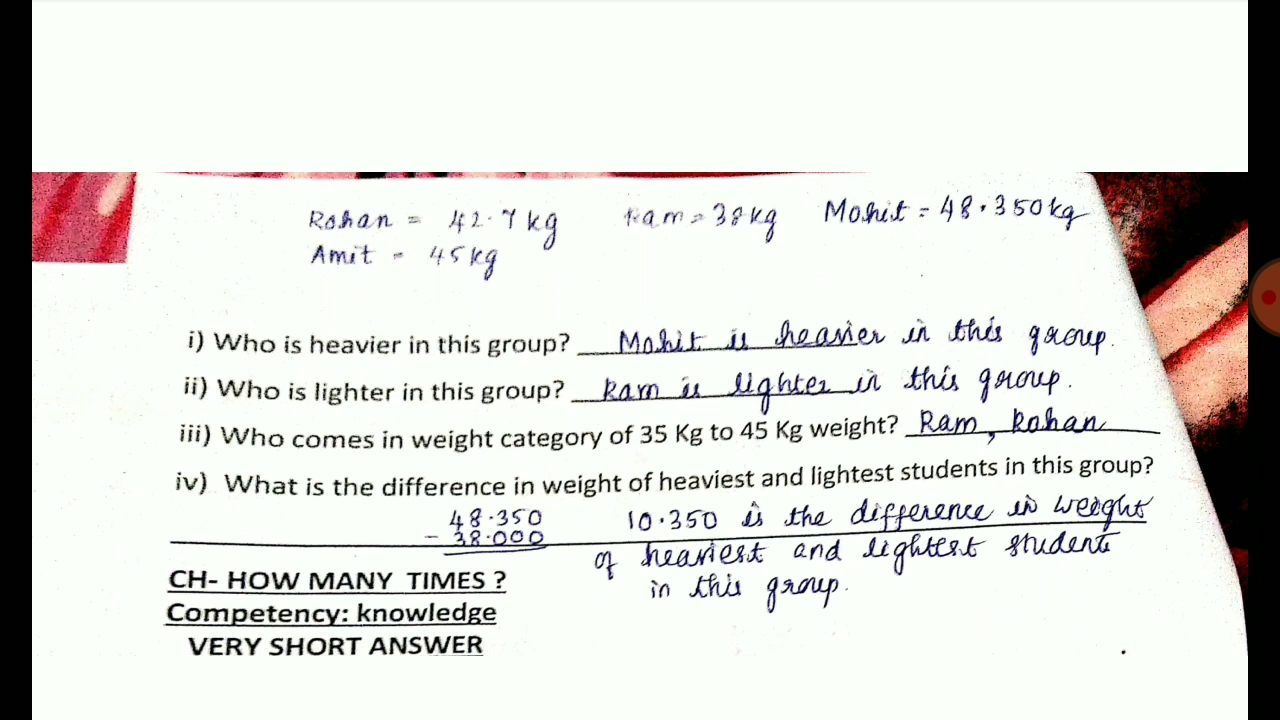 Rohan = 42.7 kg Ram = 38 kg Mohit = 48.350 kg
Amit = 45 kg
i) Who is heavier in this group? Mohit is heavier in this group.
ii) Who is lighter in this group? Ram is lighter in this group.
iii) Who comes in weight category of 35 Kg to 45 Kg weight? Ram, Rohan
iv) What is the difference in weight of heaviest and lightest students in this group?
48.350 10.350 is the difference in weight
- 38.000 of heaviest and lightest students
in this group.
CH- HOW MANY TIMES ?
Competency: knowledge
VERY SHORT ANSWER